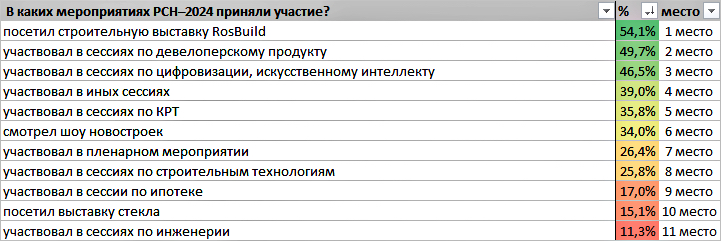 В каких мероприятиях РСН–2024 приняли участие? % место
посетил строительную выставку RosBuild 54,1% 1 место
участвовал в сессиях по девелоперскому продукту 49,7% 2 место
участвовал в сессиях по цифровизации, искусственному интеллекту 46,5% 3 место
участвовал в иных сессиях 39,0% 4 место
участвовал в сессиях по КРТ 35,8% 5 место
смотрел шоу новостроек 34,0% 6 место
участвовал в пленарном мероприятии 26,4% 7 место
участвовал в сессиях по строительным технологиям 25,8% 8 место
участвовал в сессии по ипотеке 17,0% 9 место
посетил выставку стекла 15,1% 10 место
участвовал в сессиях по инженерии 11,3% 11 место